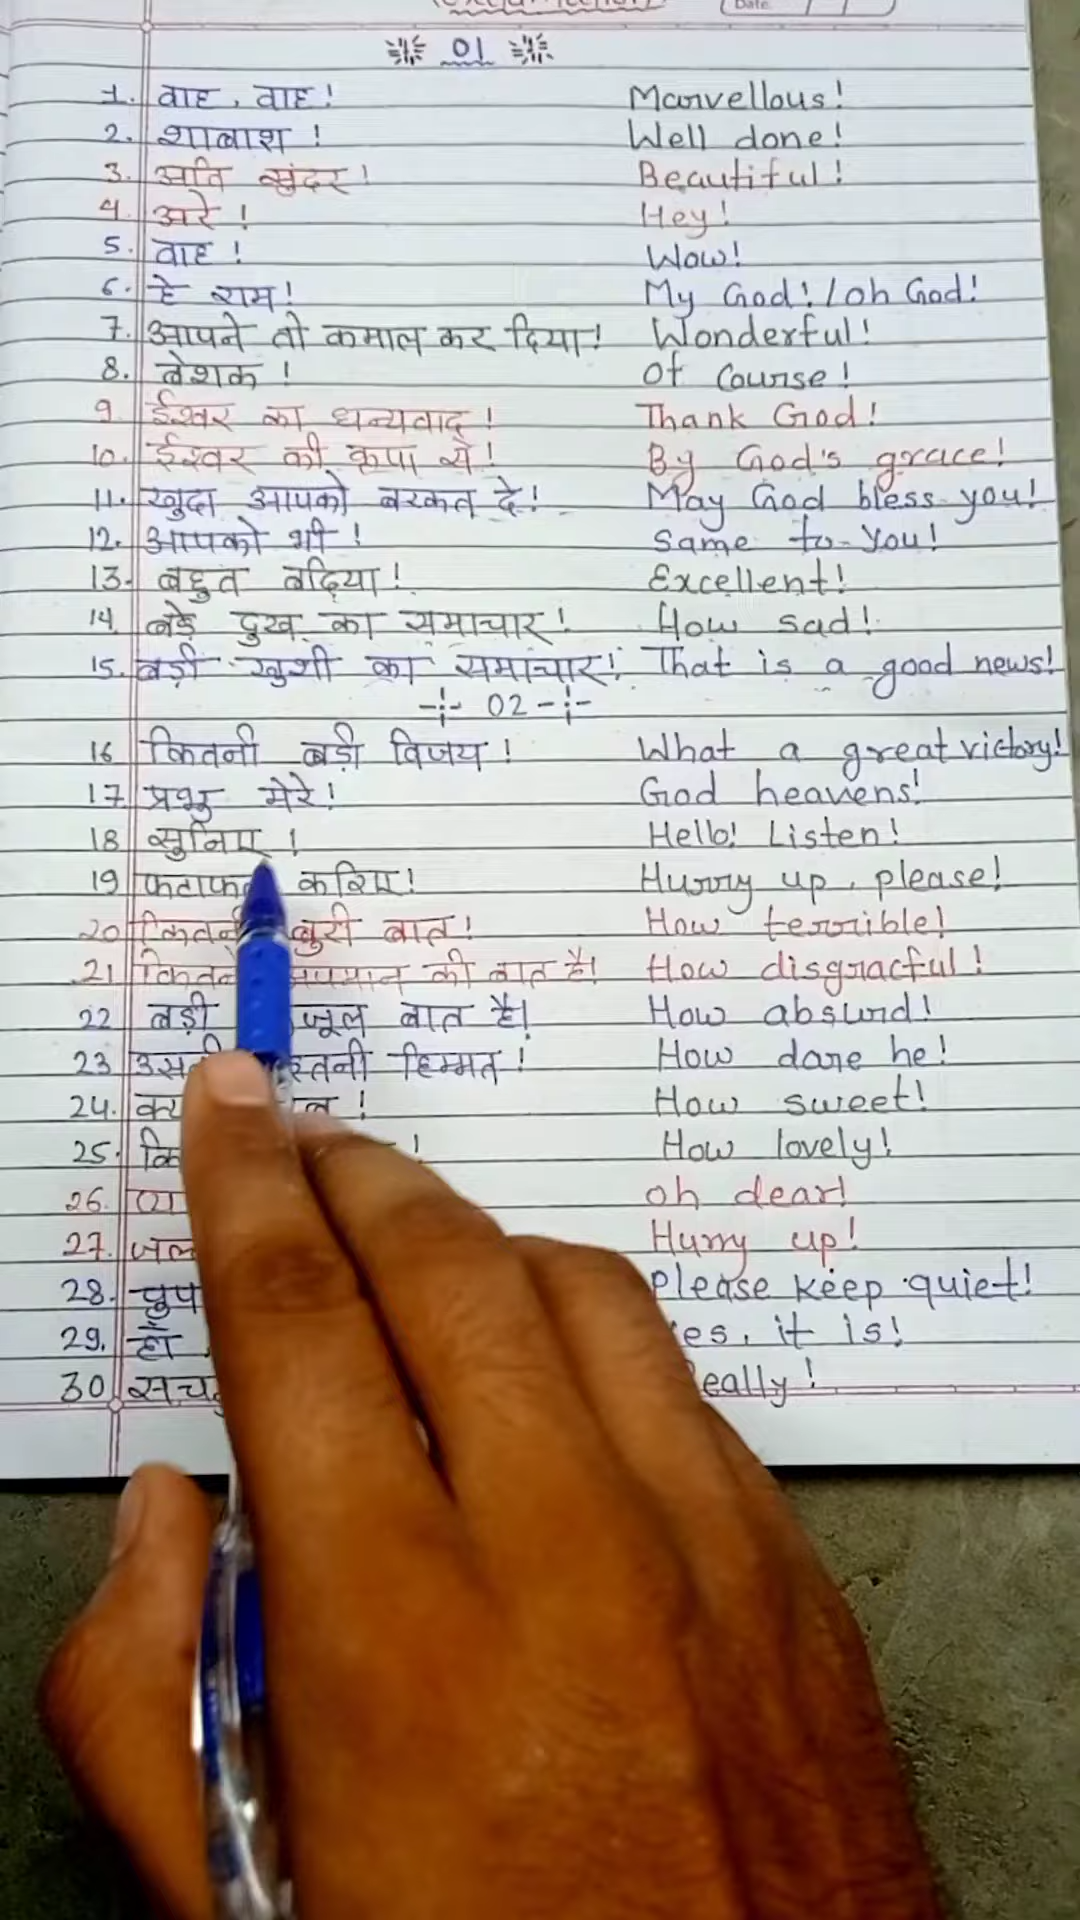 Date.
01
1. वाह, वाह! Marvellous!
2. शाबाश! Well done!
3. अति सुंदर! Beautiful!
4. अरे! Hey!
5. वाह! Wow!
6. हे राम! My God!/oh God!
7. आपने तो कमाल कर दिया! Wonderful!
8. बेशक! Of Course!
9. ईश्वर का धन्यवाद! Thank God!
10. ईश्वर की कृपा से! By God's grace!
11. खुदा आपको बरकत दे! May God bless you!
12. आपको भी! Same to You!
13. बहुत बढ़िया! Excellent!
14. बड़े दुख का समाचार! How sad!
15. बड़ी खुशी का समाचार! That is a good news!
02
16 कितनी बड़ी विजय! What a great victory!
17 प्रभु मेरे! God heavens!
18 सुनिए! Hello! Listen!
19 करिए! Hurry up, please!
20 बुरी बात! How terrible!
21 की बात है। How disgracful!
22 बड़ी बात है। How absurd!
23 हिम्मत! How dare he!
24. How sweet!
25. How lovely!
26. oh dear!
27. Hurry up!
28. चुप Please keep quiet!
29. हाँ it is!
30